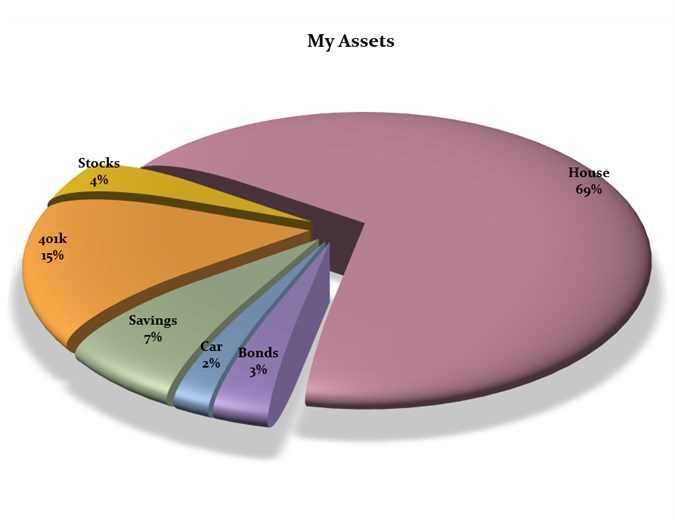 My Assets
Stocks
4%
House
69%
401k
15%
Savings
7%
Car
2%
Bonds
3%